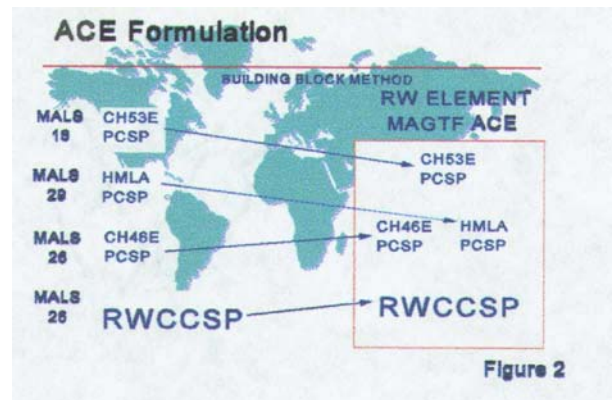 ACE Formulation
BUILDING BLOCK METHOD
RW ELEMENT
MAGTF ACE
MALS
CH53E
PCSP
MALS
29
HMLA
PCSP
MALS
26
CH46E
PCSP
MALS
26
RWCCSP
CH53E
PCSP
CH46E
PCSP
HMLA
PCSP
RWCCSP
Figure 2